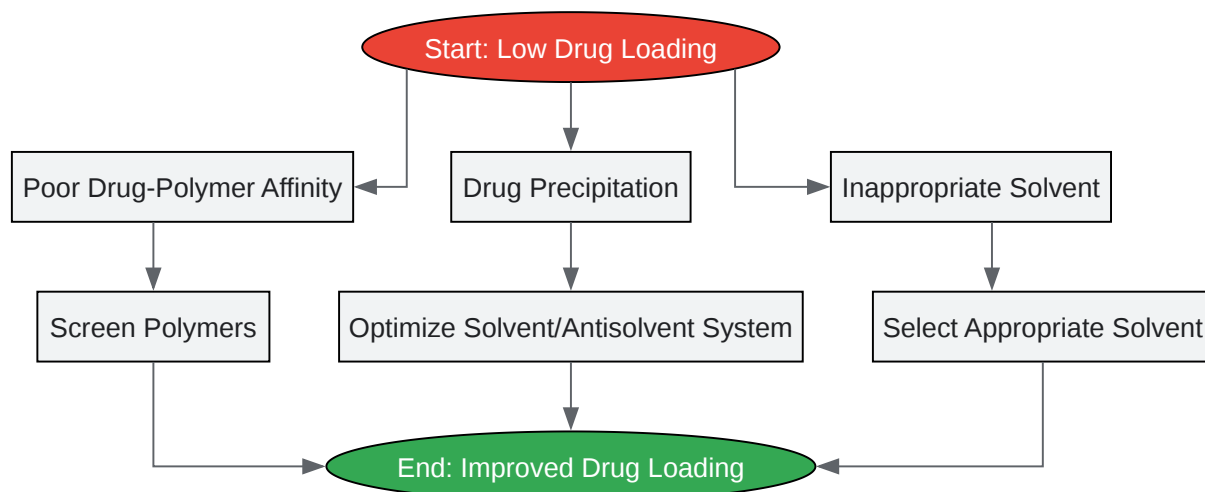 Start: Low Drug Loading
Poor Drug-Polymer Affinity
Drug Precipitation
Inappropriate Solvent
Screen Polymers
Optimize Solvent/Antisolvent System
Select Appropriate Solvent
End: Improved Drug Loading